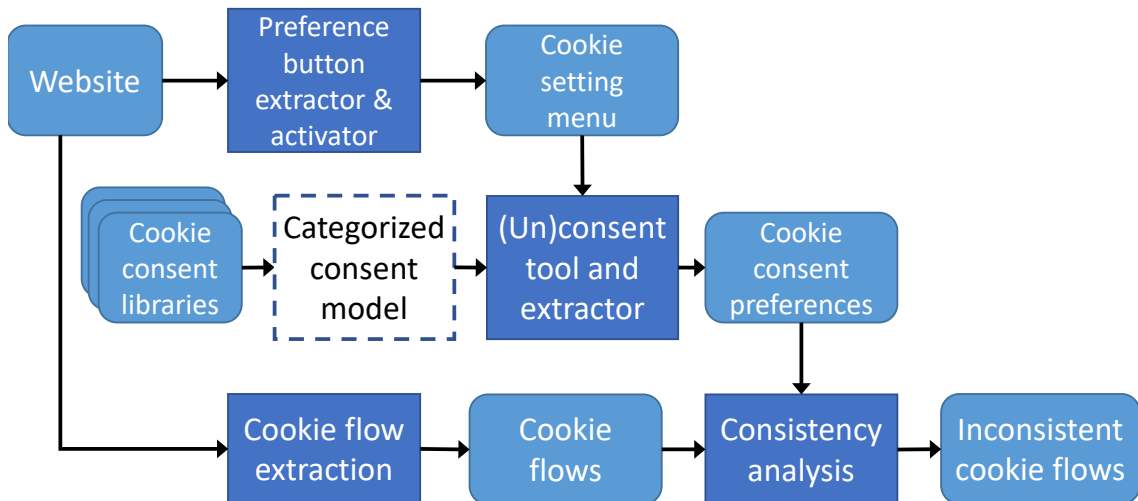 Website
Preference
button
extractor &
activator
Cookie
setting
menu
Cookie
consent
libraries
Categorized
consent
model
(Un)consent
tool and
extractor
Cookie
consent
preferences
Cookie flow
extraction
Cookie
flows
Consistency
analysis
Inconsistent
cookie flows